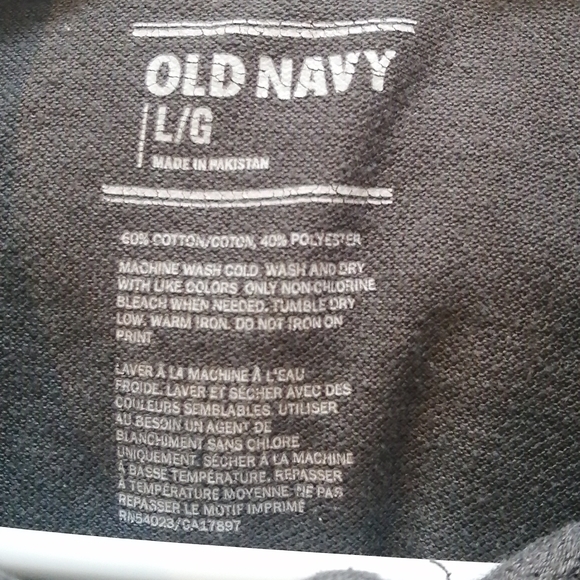 OLD NAVY
L/G
MADE IN PAKISTAN
60% COTTON/COTON, 40% POLYESTER
MACHINE WASH COLD, WASH AND DRY
WITH LIKE COLORS. ONLY NON-CHLORINE
BLEACH WHEN NEEDED. TUMBLE DRY
LOW. WARM IRON. DO NOT IRON ON
PRINT
LAVER À LA MACHINE À L'EAU
FROIDE. LAVER ET SÉCHER AVEC DES
COULEURS SEMBLABLES. UTILISER
AU BESOIN UN AGENT DE
BLANCHIMENT SANS CHLORE
UNIQUEMENT. SÉCHER À LA MACHINE
À BASSE TEMPÉRATURE. REPASSER
À TEMPÉRATURE MOYENNE. NE PAS
REPASSER LE MOTIF IMPRIMÉ
RN54023/CA17897